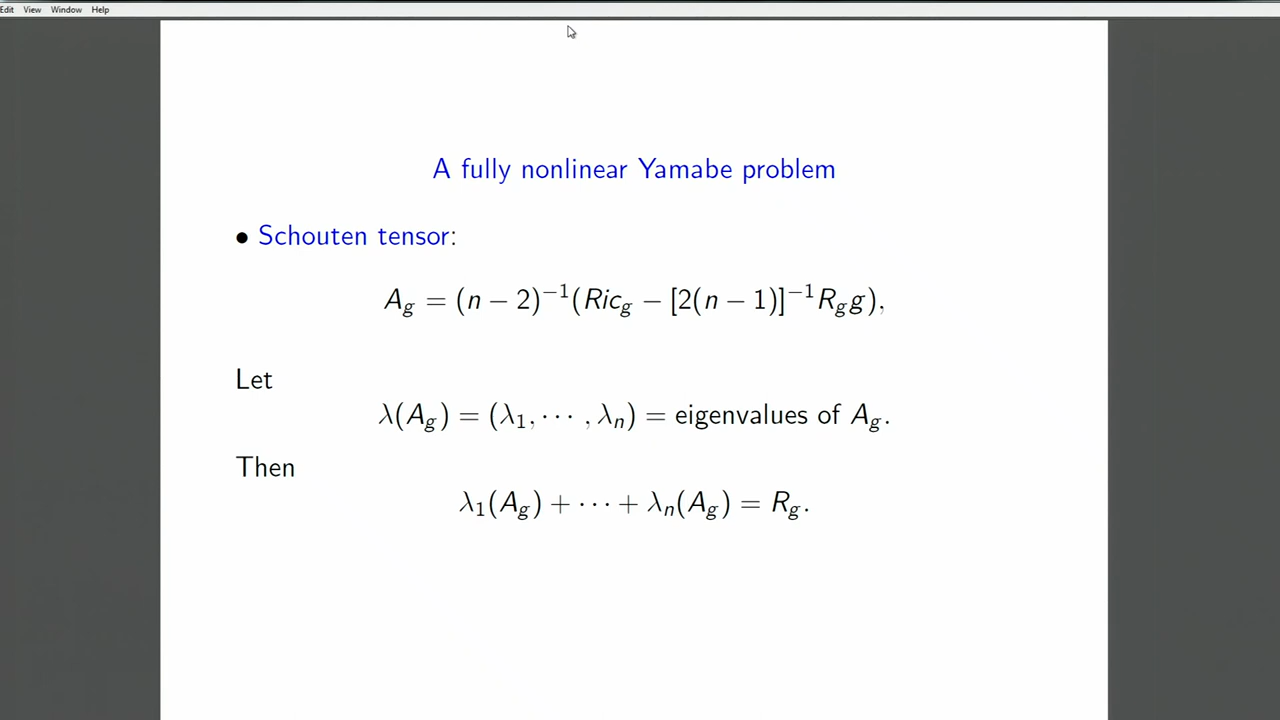 Edit View Window Help
A fully nonlinear Yamabe problem
• Schouten tensor:
A_g = (n − 2)^{−1}(Ric_g − [2(n − 1)]^{−1}R_g g),
Let
λ(A_g) = (λ_1, ⋯ , λ_n) = eigenvalues of A_g.
Then
λ_1(A_g) + ⋯ + λ_n(A_g) = R_g.